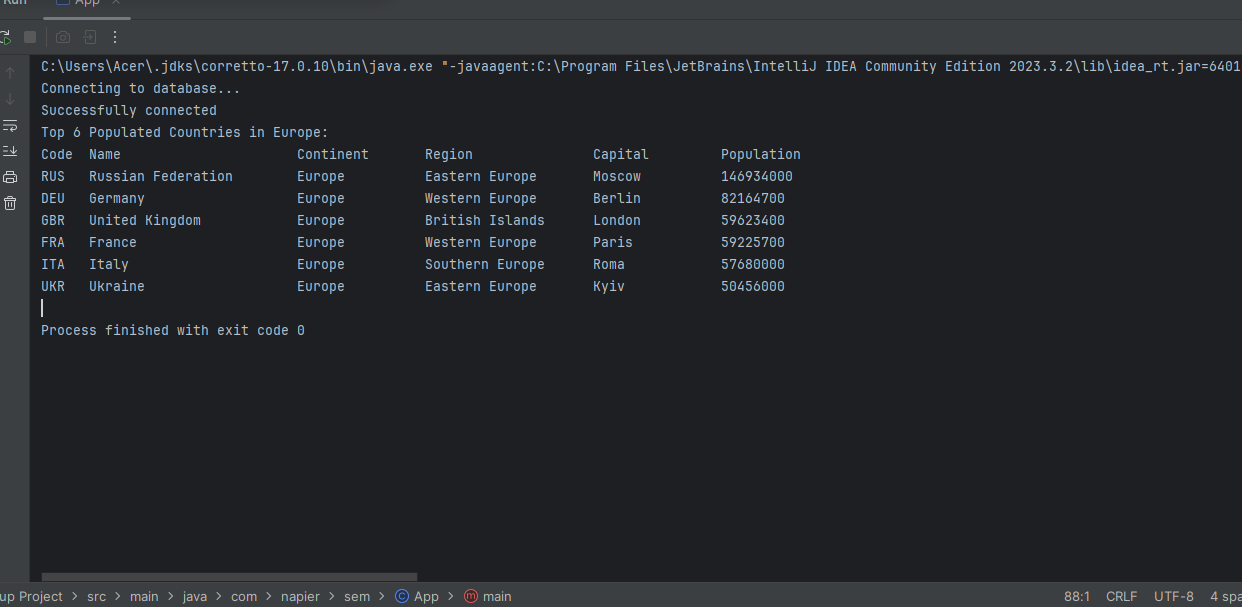 Run App
C:\Users\Acer\.jdks\corretto-17.0.10\bin\java.exe "-javaagent:C:\Program Files\JetBrains\IntelliJ IDEA Community Edition 2023.3.2\lib\idea_rt.jar=6401
Connecting to database...
Successfully connected
Top 6 Populated Countries in Europe:
Code Name Continent Region Capital Population
RUS Russian Federation Europe Eastern Europe Moscow 146934000
DEU Germany Europe Western Europe Berlin 82164700
GBR United Kingdom Europe British Islands London 59623400
FRA France Europe Western Europe Paris 59225700
ITA Italy Europe Southern Europe Roma 57680000
UKR Ukraine Europe Eastern Europe Kyiv 50456000
Process finished with exit code 0
up Project > src > main > java > com > napier > sem > App > main 88:1 CRLF UTF-8 4 spa